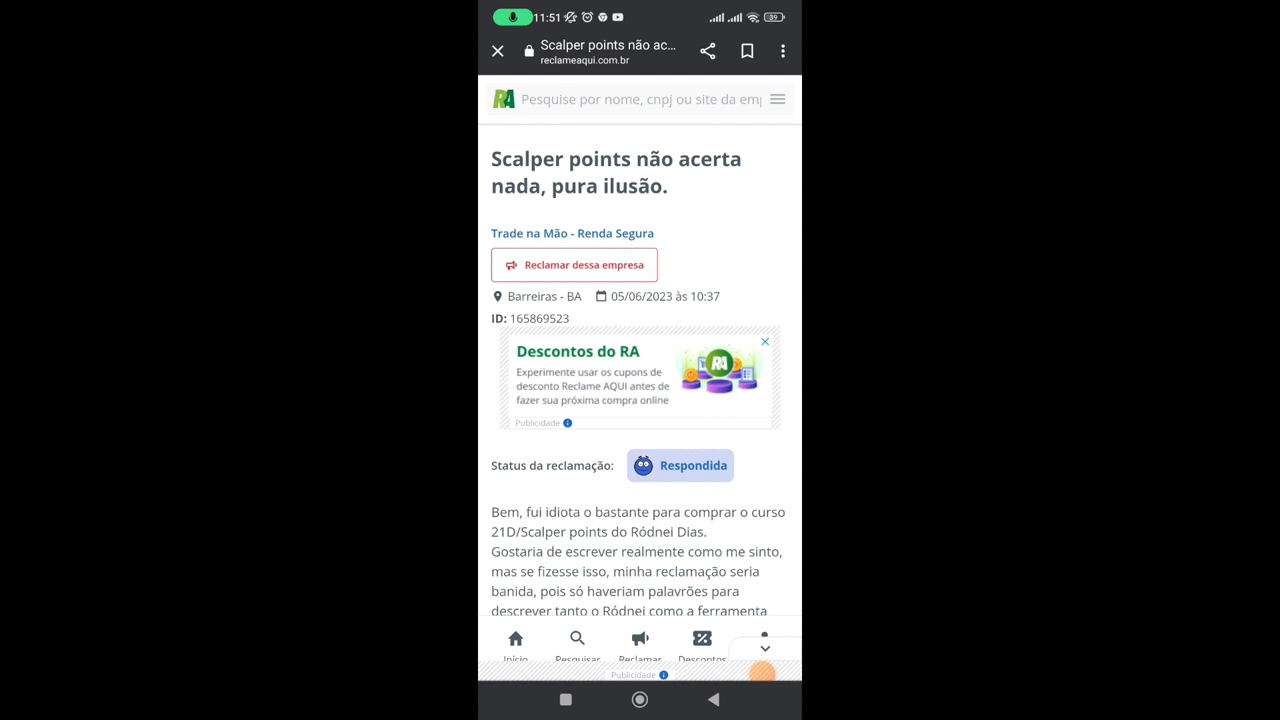 11:51
39
Scalper points não ac...
reclameaqui.com.br
RA Pesquise por nome, cnpj ou site da emp
Scalper points não acerta
nada, pura ilusão.
Trade na Mão - Renda Segura
Reclamar dessa empresa
Barreiras - BA 05/06/2023 às 10:37
ID: 165869523
Descontos do RA
Experimente usar os cupons de
desconto Reclame AQUI antes de
fazer sua próxima compra online
RA
Publicidade
Status da reclamação: Respondida
Bem, fui idiota o bastante para comprar o curso
21D/Scalper points do Ródnei Dias.
Gostaria de escrever realmente como me sinto,
mas se fizesse isso, minha reclamação seria
banida, pois só haveriam palavrões para
descrever tanto o Ródnei como a ferramenta
Início Pesquisar Reclamar Descontos
Publicidade